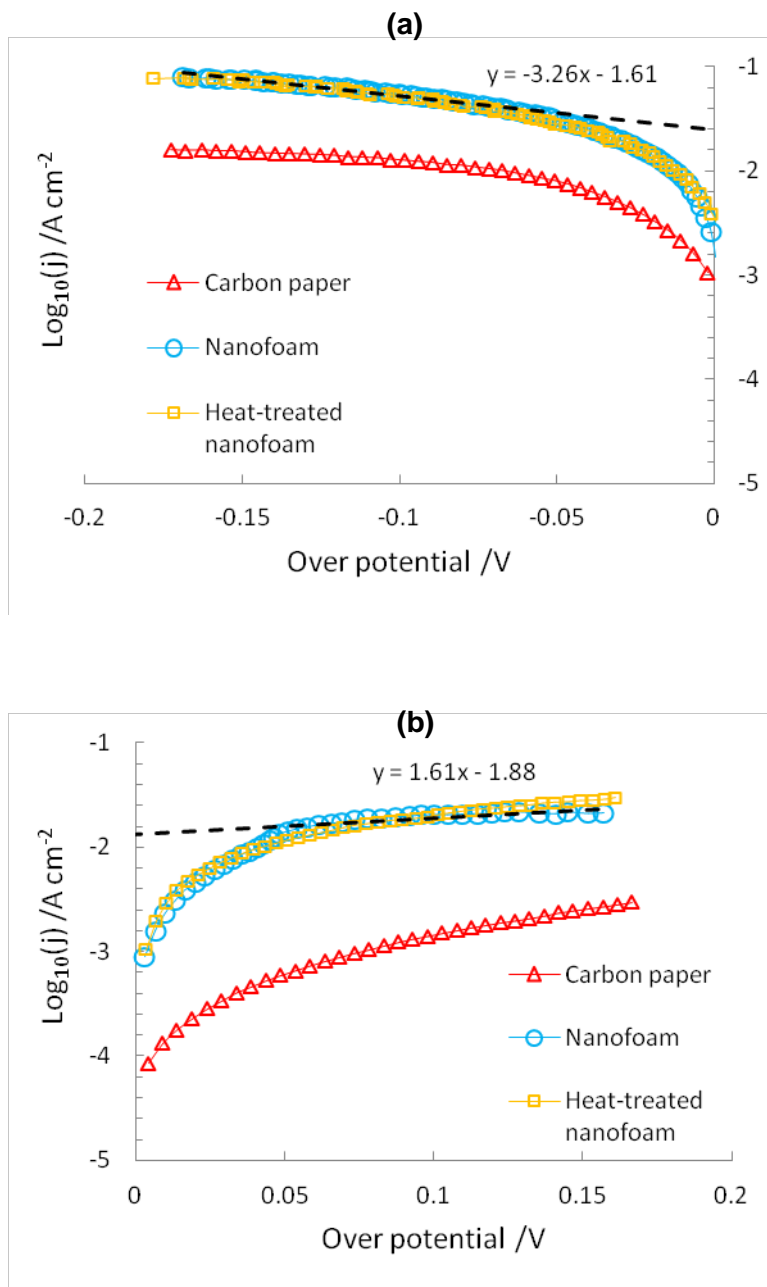 (a)
y = -3.26x - 1.61
-1
-2
-3
-4
-5
Log10(j) /A cm-2
Carbon paper
Nanofoam
Heat-treated
nanofoam
-0.2
-0.15
-0.1
-0.05
0
Over potential /V
(b)
y = 1.61x - 1.88
-1
-2
-3
-4
-5
Log10(j) /A cm-2
Carbon paper
Nanofoam
Heat-treated
nanofoam
0
0.05
0.1
0.15
0.2
Over potential /V